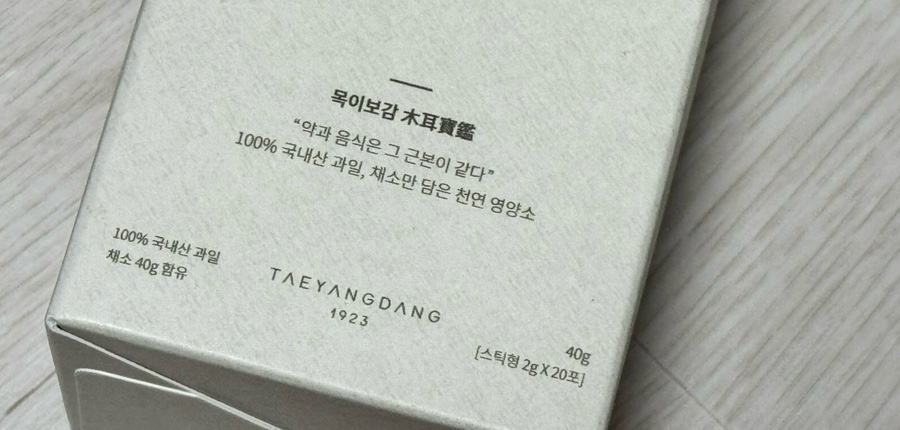 목이보감 木耳寶鑑
“약과 음식은 그 근본이 같다”
100% 국내산 과일, 채소만 담은 천연 영양소
100% 국내산 과일
채소 40g 함유
TAEYANGDANG
1923
40g
[스틱형 2g X 20포]